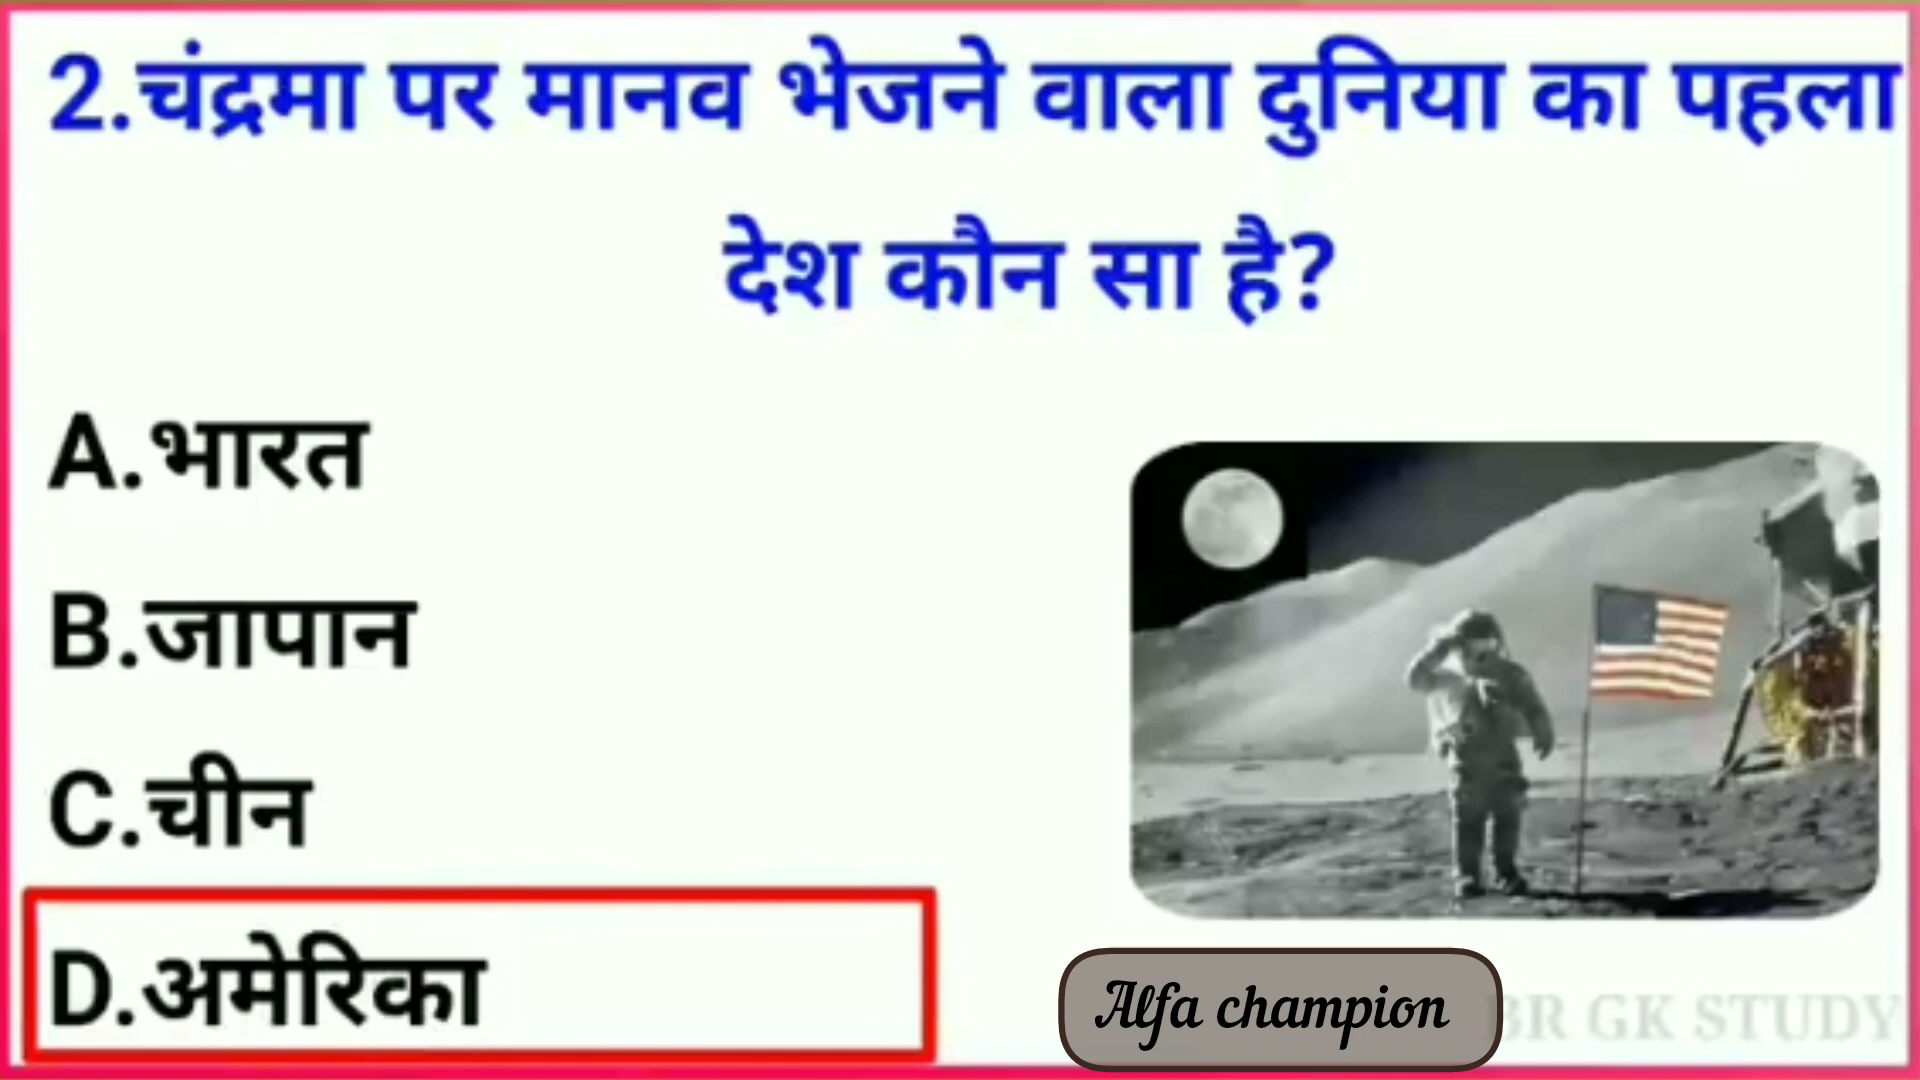 2.चंद्रमा पर मानव भेजने वाला दुनिया का पहला
देश कौन सा है?
A.भारत
B.जापान
C.चीन
D.अमेरिका
Alfa champion
BR GK STUDY